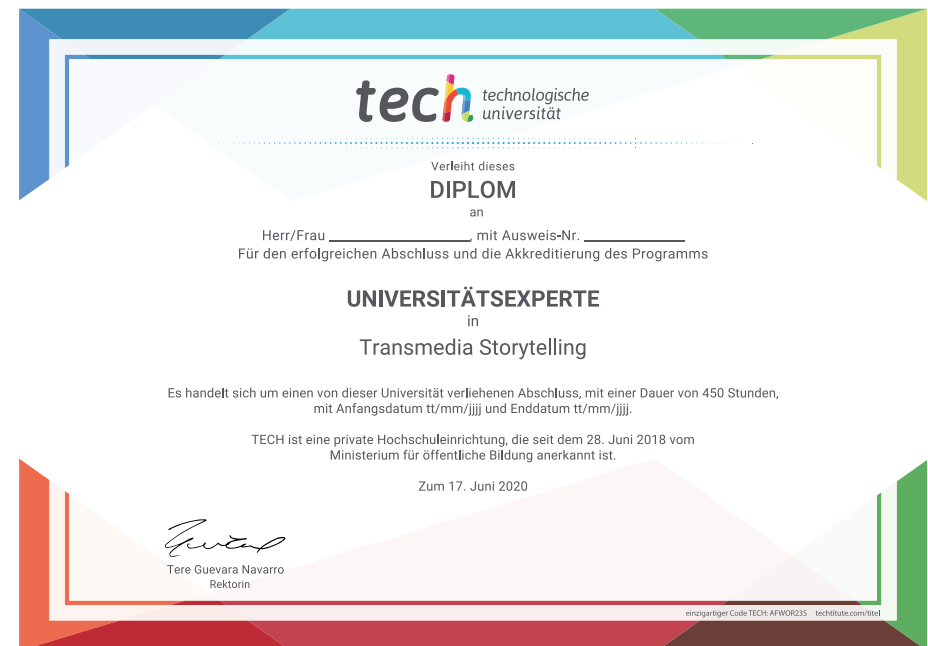 tech technologische
universität
Verleiht dieses
DIPLOM
an
Herr/Frau ____________________, mit Ausweis-Nr. ______________
Für den erfolgreichen Abschluss und die Akkreditierung des Programms
UNIVERSITÄTSEXPERTE
in
Transmedia Storytelling
Es handelt sich um einen von dieser Universität verliehenen Abschluss, mit einer Dauer von 450 Stunden,
mit Anfangsdatum tt/mm/jjjj und Enddatum tt/mm/jjjj.
TECH ist eine private Hochschuleinrichtung, die seit dem 28. Juni 2018 vom
Ministerium für öffentliche Bildung anerkannt ist.
Zum 17. Juni 2020
Tere Guevara Navarro
Rektorin
einzigartiger Code TECH: AFWOR23S techtitute.com/titel